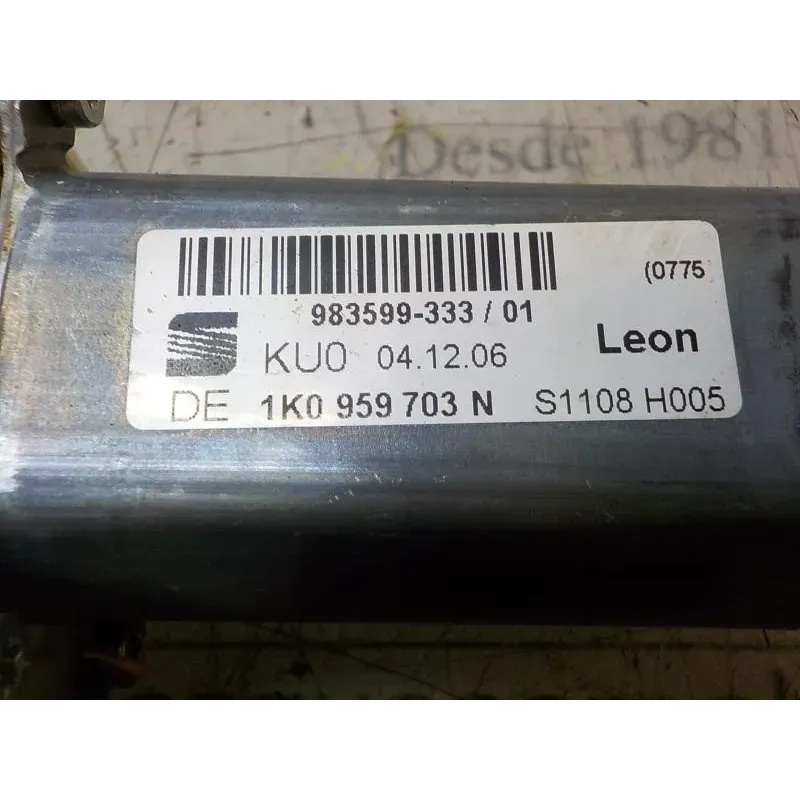 Desde 1981
(0775
983599-333 / 01
Leon
KU0 04.12.06
DE 1K0 959 703 N S1108 H005